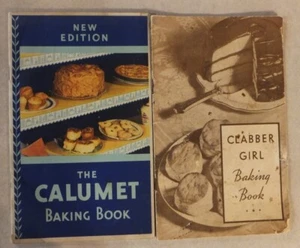 NEW
EDITION
THE
CALUMET
BAKING BOOK
CLABBER
GIRL
Baking
Book